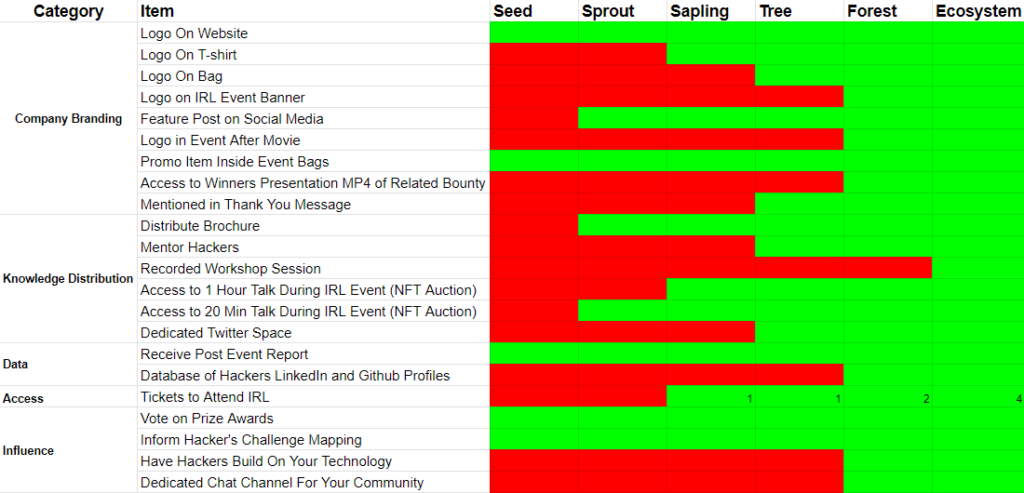 Category Item Seed Sprout Sapling Tree Forest Ecosystem
Logo On Website
Logo On T-shirt
Logo On Bag
Logo on IRL Event Banner
Company Branding Feature Post on Social Media
Logo in Event After Movie
Promo Item Inside Event Bags
Access to Winners Presentation MP4 of Related Bounty
Mentioned in Thank You Message
Distribute Brochure
Mentor Hackers
Knowledge Distribution Recorded Workshop Session
Access to 1 Hour Talk During IRL Event (NFT Auction)
Access to 20 Min Talk During IRL Event (NFT Auction)
Dedicated Twitter Space
Data Receive Post Event Report
Database of Hackers LinkedIn and Github Profiles
Access Tickets to Attend IRL 1 1 2 4
Vote on Prize Awards
Influence Inform Hacker's Challenge Mapping
Have Hackers Build On Your Technology
Dedicated Chat Channel For Your Community